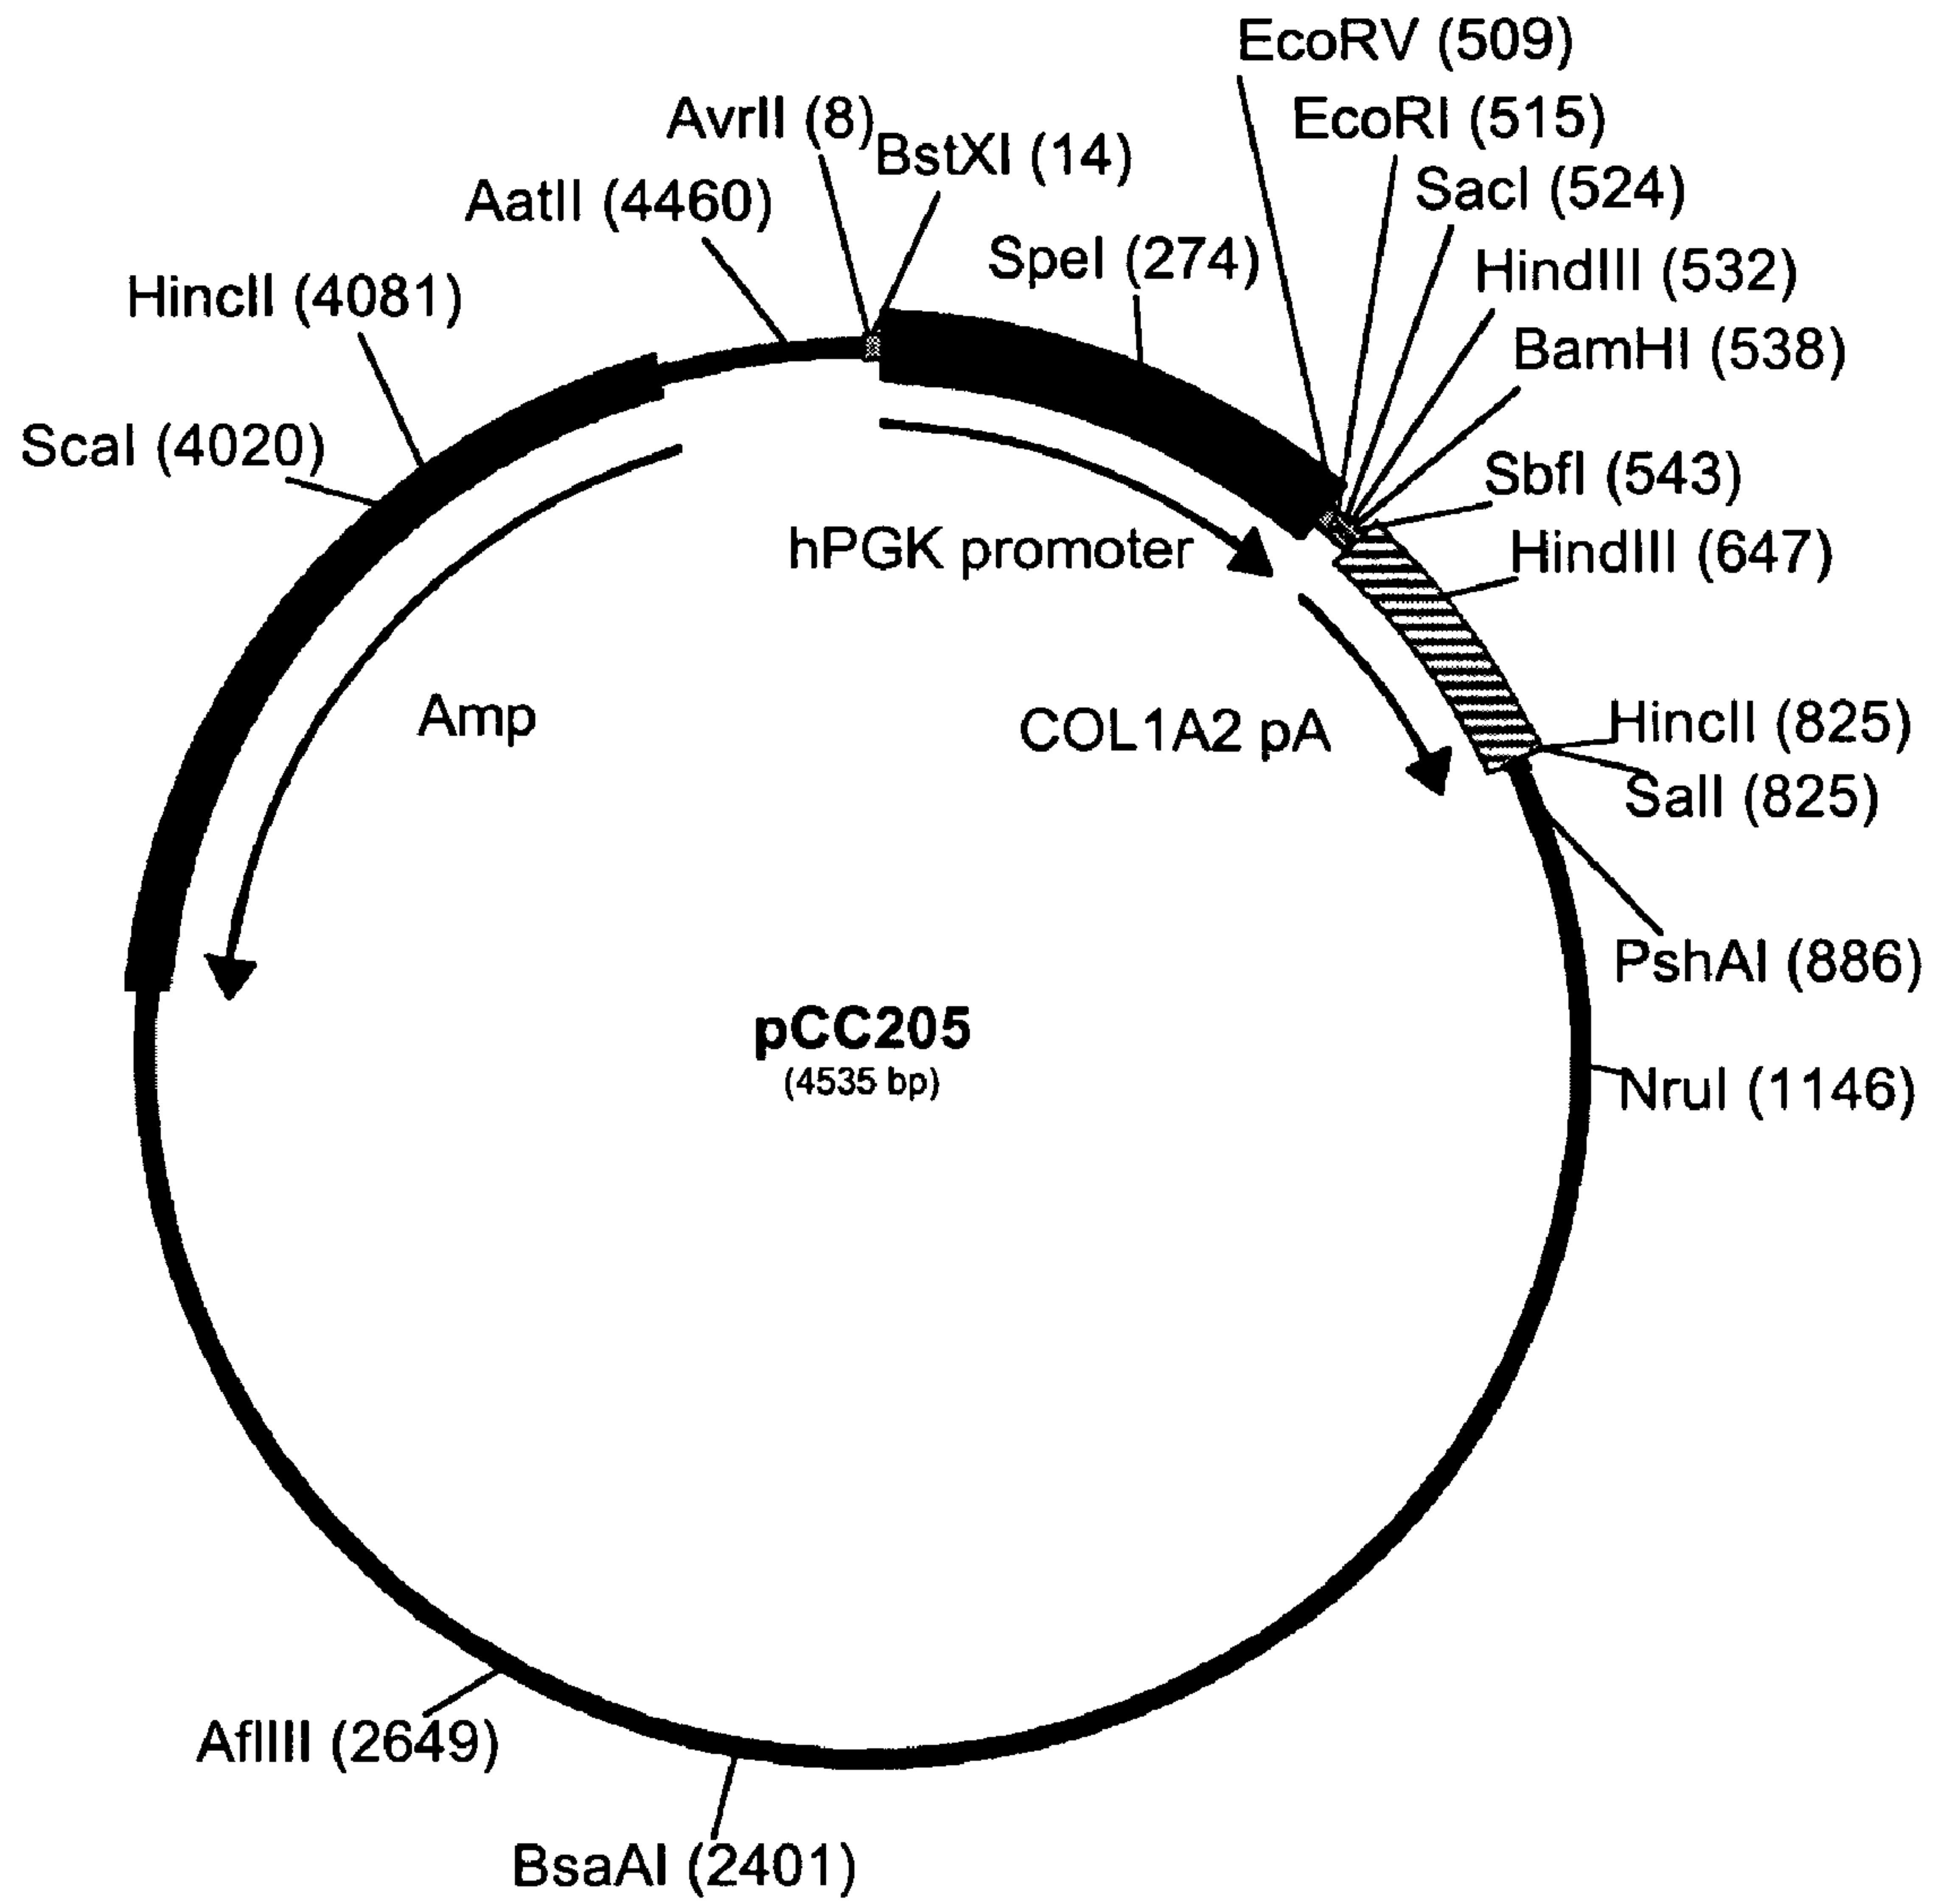 EcoRV (509)
EcoRI (515)
AvrII (8)
BstXI (14)
SacI (524)
AatII (4460)
SpeI (274)
HindIII (532)
HincII (4081)
BamHI (538)
ScaI (4020)
SbfI (543)
hPGK promoter
HindIII (647)
Amp
COL1A2 pA
HincII (825)
SalI (825)
PshAI (886)
pCC205
(4535 bp)
NruI (1146)
AflIII (2649)
BsaAI (2401)